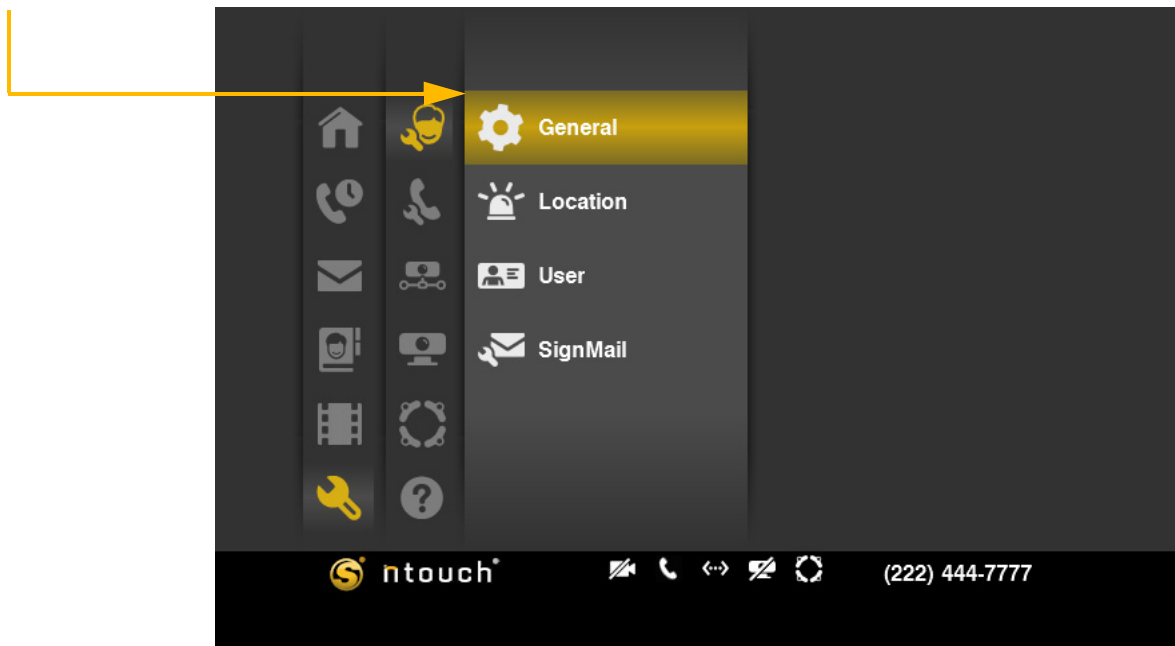 General
Location
User
SignMail
ntouch®
(222) 444-7777